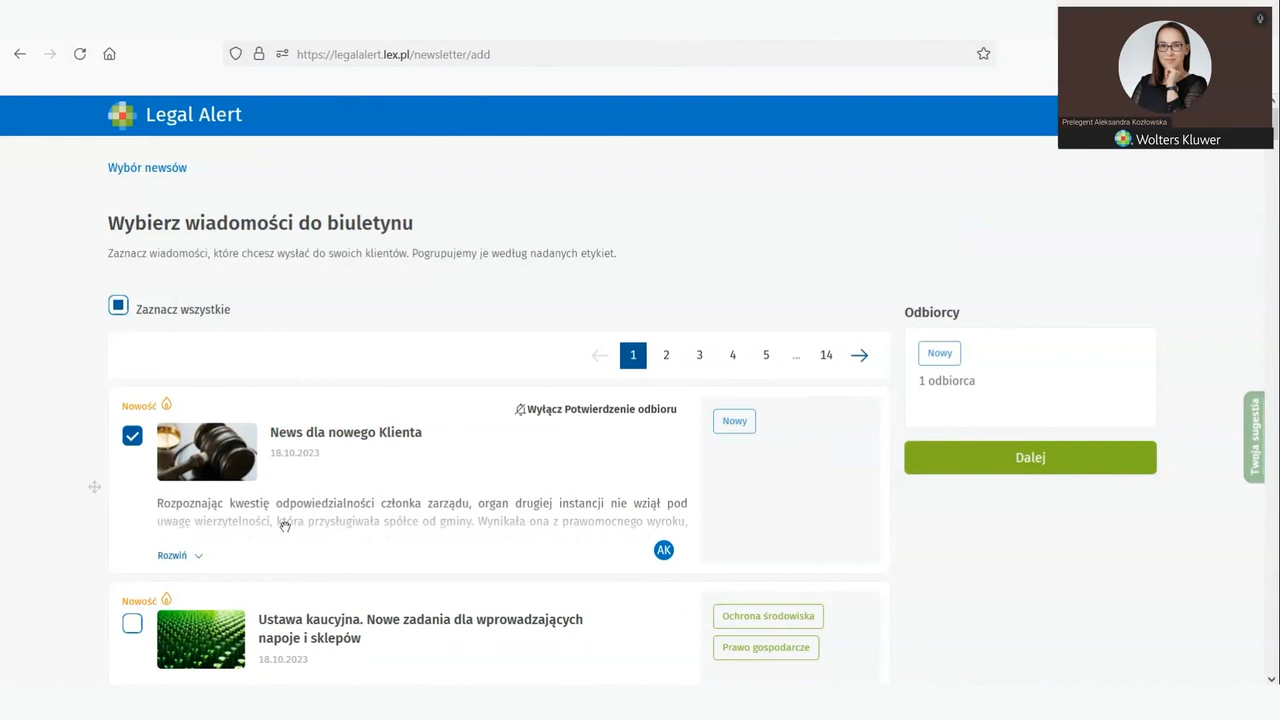 https://legalalert.lex.pl/newsletter/add
Prelegent Aleksandra Kozłowska
Wolters Kluwer
Legal Alert
Wybór newsów
Wybierz wiadomości do biuletynu
Zaznacz wiadomości, które chcesz wysłać do swoich klientów. Pogrupujemy je według nadanych etykiet.
Zaznacz wszystkie
1 2 3 4 5 ... 14
Nowość
Wyłącz Potwierdzenie odbioru
News dla nowego Klienta
18.10.2023
Rozpoznając kwestię odpowiedzialności członka zarządu, organ drugiej instancji nie wziął pod
uwagę wierzytelności, która przysługiwała spółce od gminy. Wynikała ona z prawomocnego wyroku,
Rozwiń
AK
Nowy
Nowość
Ustawa kaucyjna. Nowe zadania dla wprowadzających
napoje i sklepów
18.10.2023
Ochrona środowiska
Prawo gospodarcze
Odbiorcy
Nowy
1 odbiorca
Dalej
Twoja sugestia